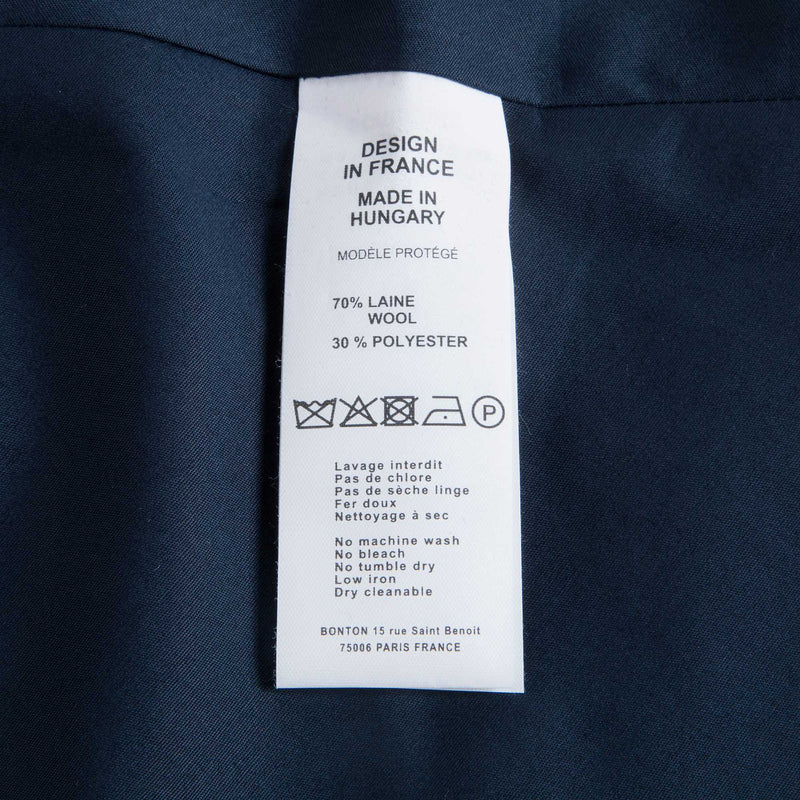 DESIGN
IN FRANCE
MADE IN
HUNGARY
MODÈLE PROTÉGÉ
70% LAINE
WOOL
30 % POLYESTER
P
Lavage interdit
Pas de chlore
Pas de sèche linge
Fer doux
Nettoyage à sec
No machine wash
No bleach
No tumble dry
Low iron
Dry cleanable
BONTON 15 rue Saint Benoit
75006 PARIS FRANCE